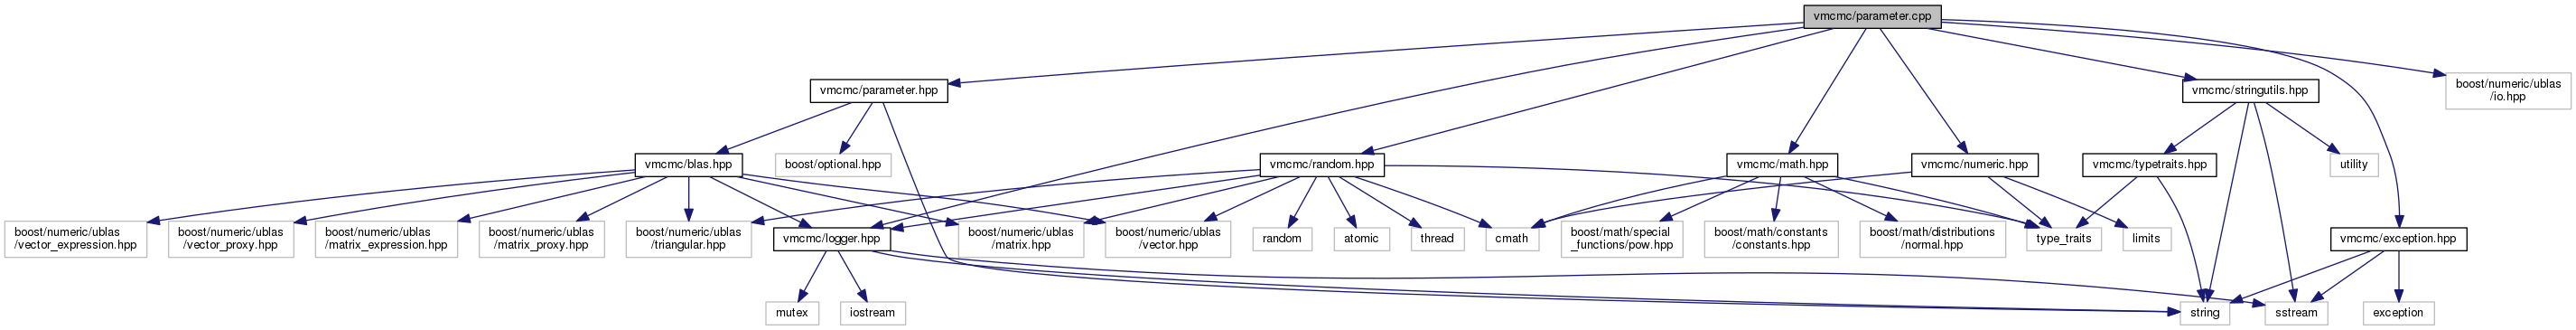 vmcmc/parameter.cpp
vmcmc/parameter.hpp
vmcmc/stringutils.hpp
boost/numeric/ublas
/io.hpp
vmcmc/blas.hpp
boost/optional.hpp
vmcmc/random.hpp
vmcmc/math.hpp
vmcmc/numeric.hpp
vmcmc/typetraits.hpp
utility
boost/numeric/ublas
/vector_expression.hpp
boost/numeric/ublas
/vector_proxy.hpp
boost/numeric/ublas
/matrix_expression.hpp
boost/numeric/ublas
/matrix_proxy.hpp
boost/numeric/ublas
/triangular.hpp
vmcmc/logger.hpp
boost/numeric/ublas
/matrix.hpp
boost/numeric/ublas
/vector.hpp
random
atomic
thread
cmath
boost/math/special
_functions/pow.hpp
boost/math/constants
/constants.hpp
boost/math/distributions
/normal.hpp
type_traits
limits
vmcmc/exception.hpp
mutex
iostream
string
sstream
exception